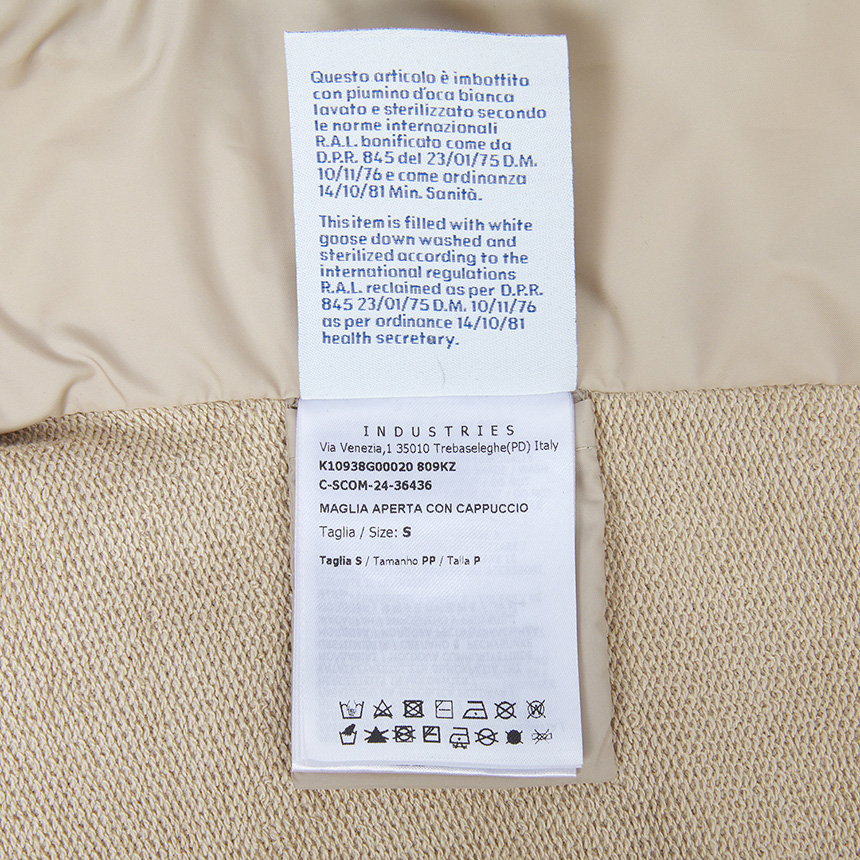 Questo articolo è imbottito
con piumino d'oca bianca
lavato e sterilizzato secondo
le norme internazionali
R.A.L. bonificato come da
D.P.R. 845 del 23/01/75 D.M.
10/11/76 e come ordinanza
14/10/81 Min. Sanità.
This item is filled with white
goose down washed and
sterilized according to the
international regulations
R.A.L. reclaimed as per D.P.R.
845 23/01/75 D.M. 10/11/76
as per ordinance 14/10/81
health secretary.
INDUSTRIES
Via Venezia,1 35010 Trebaseleghe(PD) Italy
K10938G00020 809KZ
C-SCOM-24-36436
MAGLIA APERTA CON CAPPUCCIO
Taglia / Size: S
Taglia S / Tamanho PP / Talla P